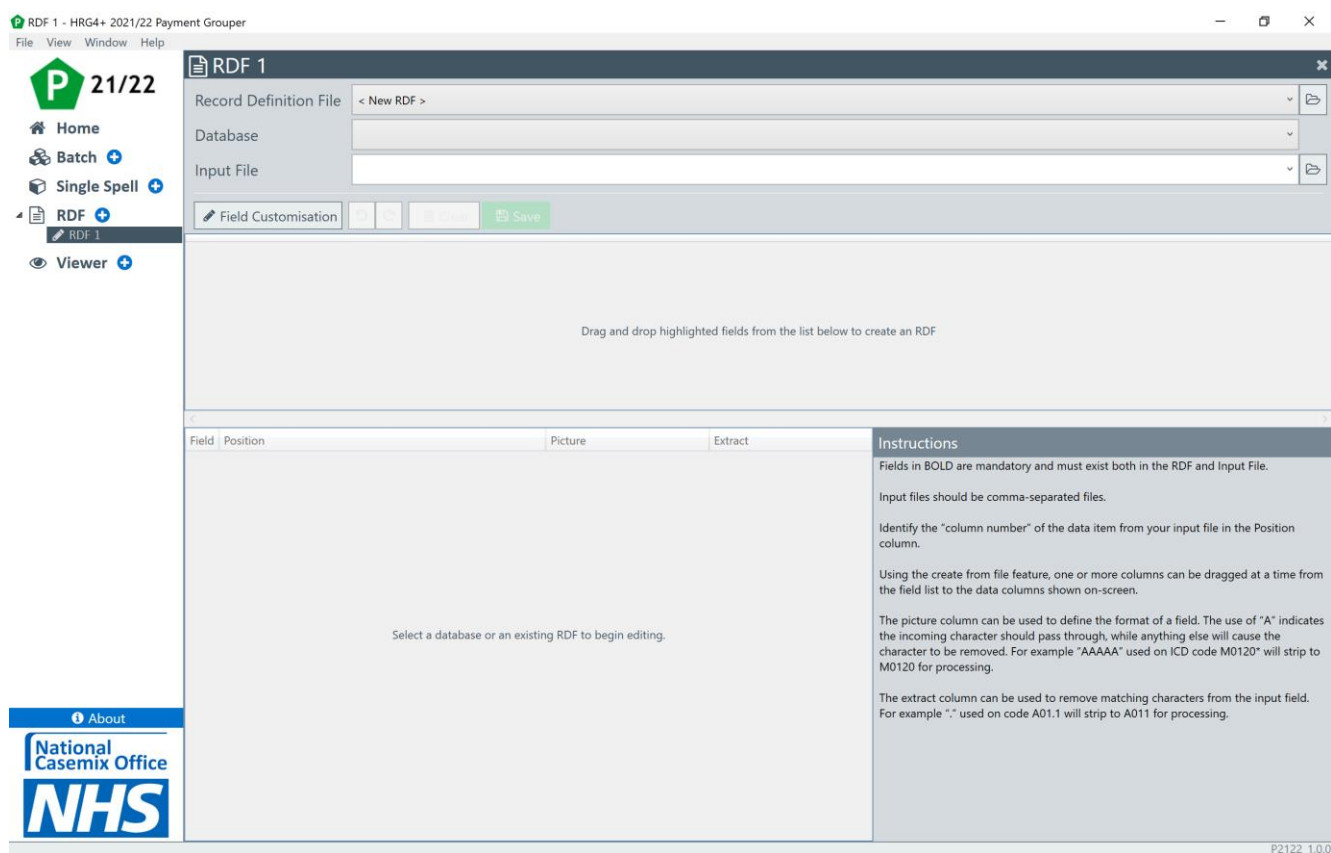 RDF 1 - HRG4+ 2021/22 Payment Grouper
File View Window Help
P 21/22
Home
Batch
Single Spell
RDF
RDF 1
Viewer
RDF 1
Record Definition File < New RDF >
Database
Input File
Field Customisation Clear Save
Drag and drop highlighted fields from the list below to create an RDF
Field Position Picture Extract
Select a database or an existing RDF to begin editing.
Instructions
Fields in BOLD are mandatory and must exist both in the RDF and Input File.
Input files should be comma-separated files.
Identify the "column number" of the data item from your input file in the Position
column.
Using the create from file feature, one or more columns can be dragged at a time from
the field list to the data columns shown on-screen.
The picture column can be used to define the format of a field. The use of "A" indicates
the incoming character should pass through, while anything else will cause the
character to be removed. For example "AAAAA" used on ICD code M0120* will strip to
M0120 for processing.
The extract column can be used to remove matching characters from the input field.
For example "." used on code A01.1 will strip to A011 for processing.
About
National
Casemix Office
NHS
P2122_1.0.0